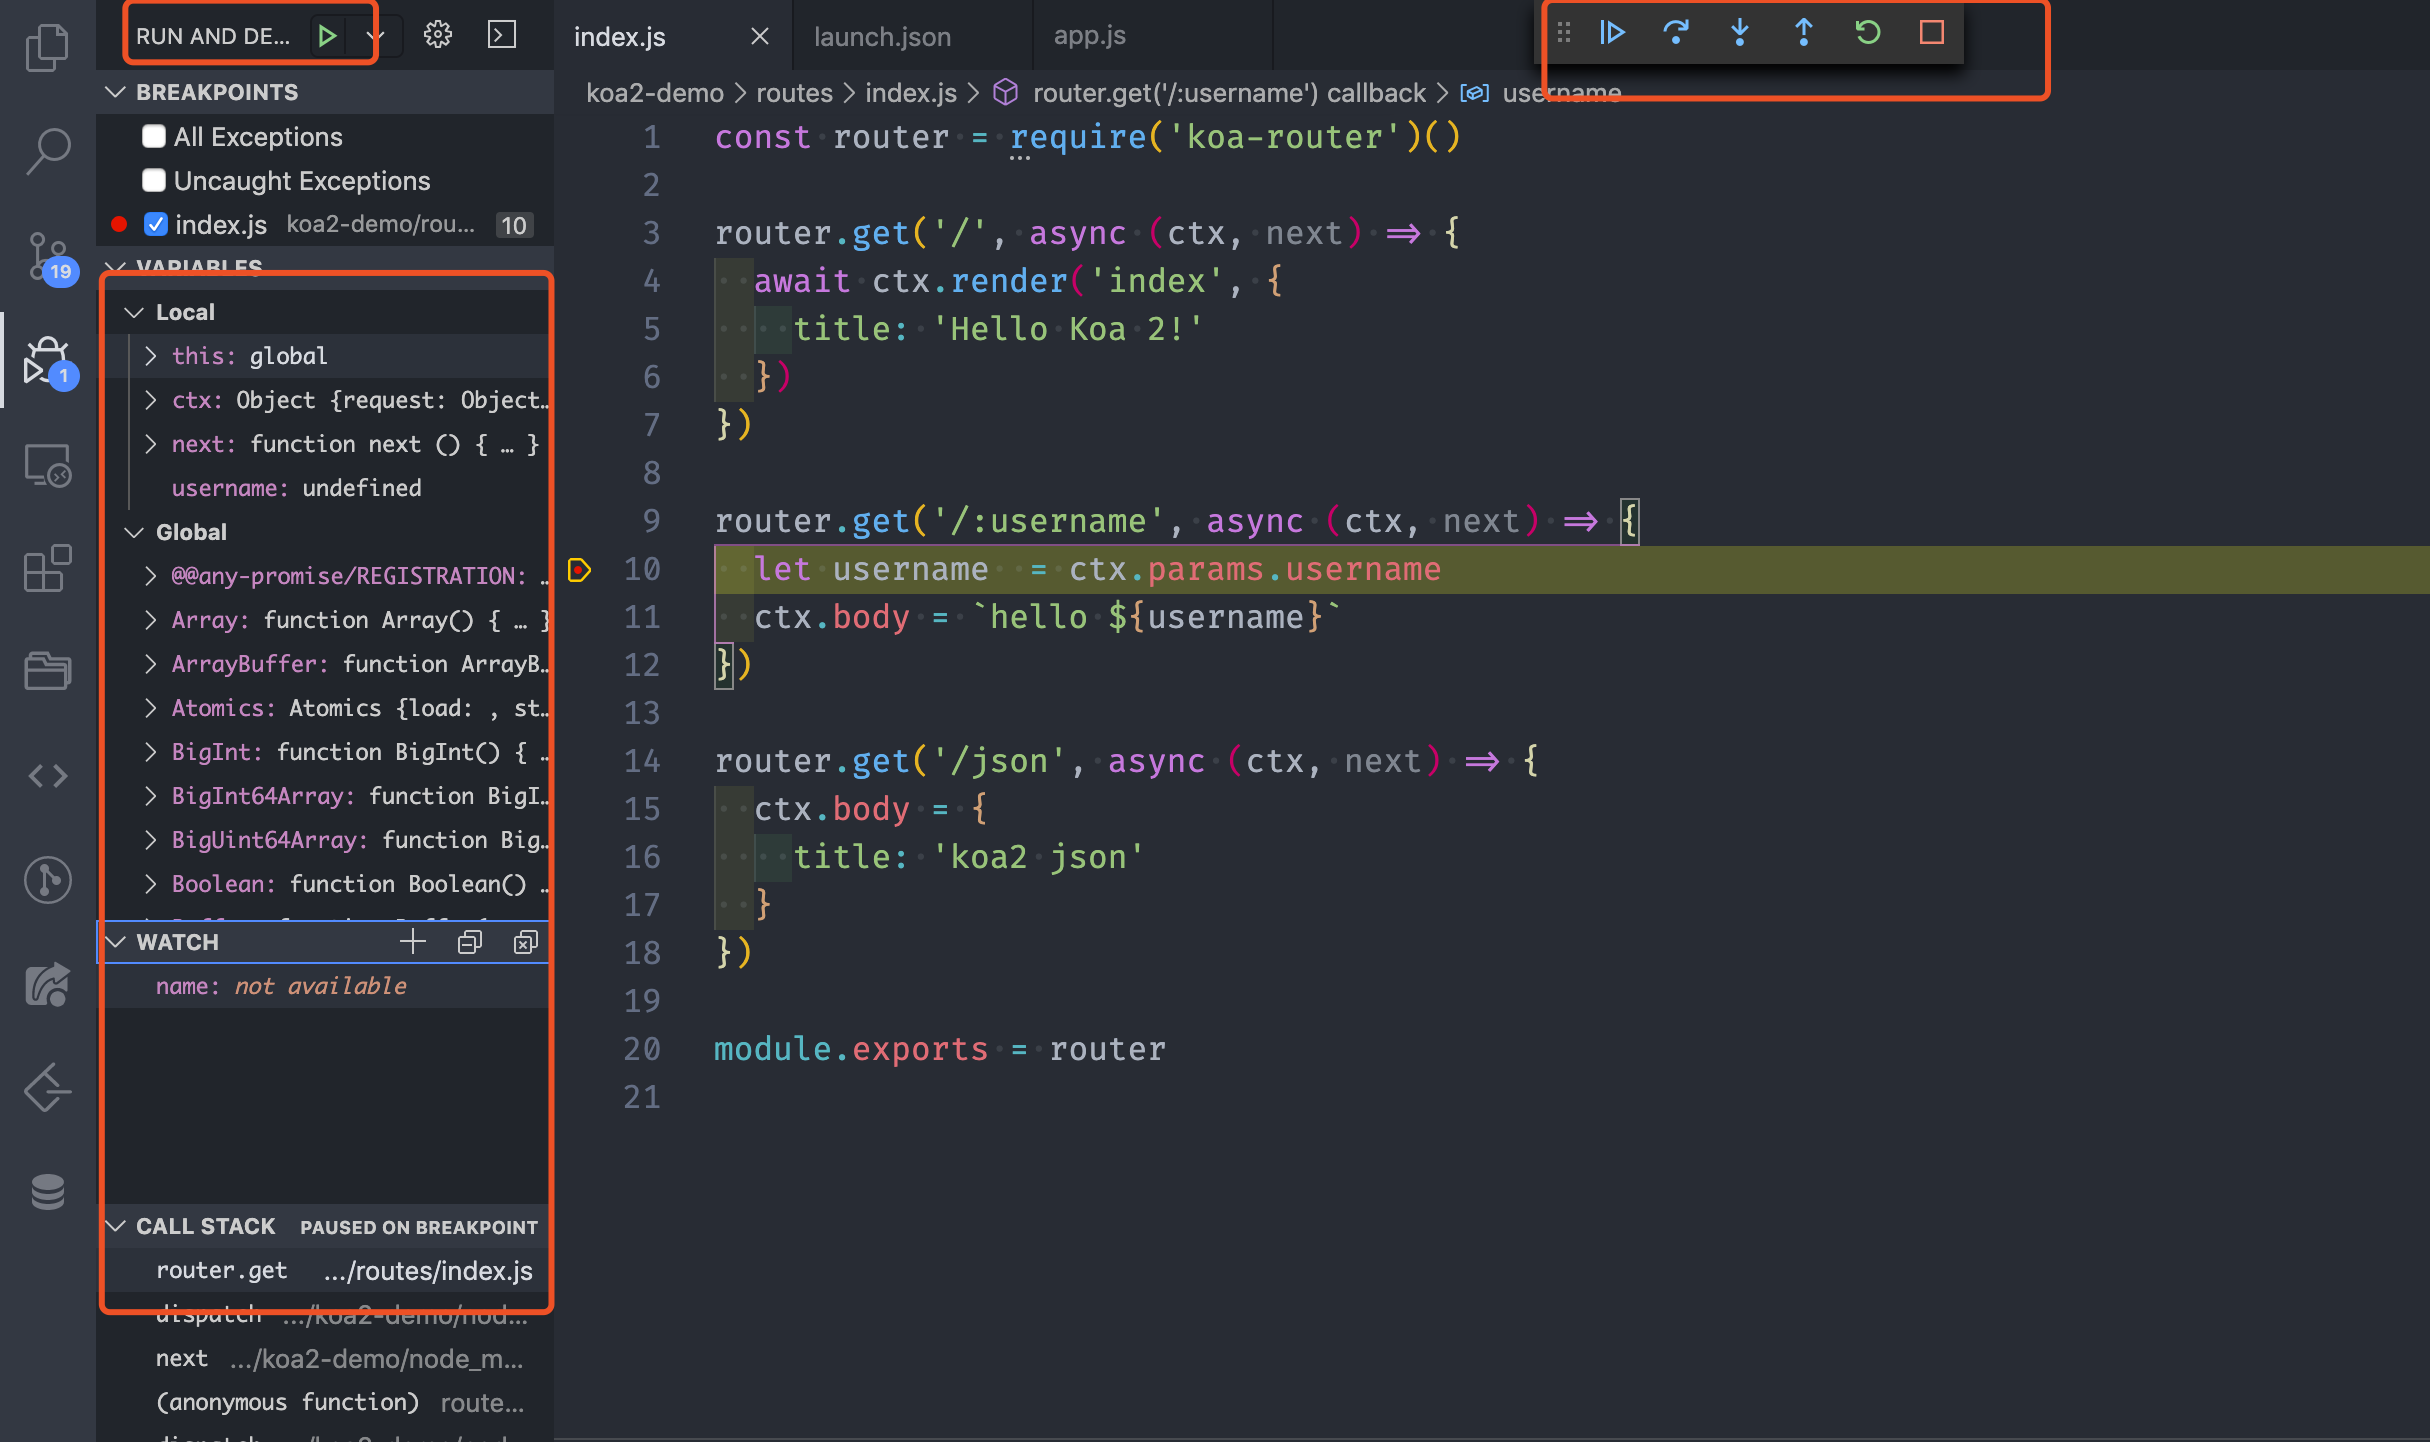 RUN AND DE...
BREAKPOINTS
All Exceptions
Uncaught Exceptions
index.js koa2-demo/rou... 10
VARIABLES
Local
this: global
ctx: Object {request: Object…
next: function next () { … }
username: undefined
Global
@@any-promise/REGISTRATION: …
Array: function Array() { … }
ArrayBuffer: function ArrayB…
Atomics: Atomics {load: , st…
BigInt: function BigInt() { …
BigInt64Array: function BigI…
BigUint64Array: function Big…
Boolean: function Boolean() …
WATCH
name: not available
CALL STACK PAUSED ON BREAKPOINT
router.get .../routes/index.js
dispatch .../koa2-demo/nod...
next .../koa2-demo/node_m...
(anonymous function) route...
19
1
index.js
launch.json
app.js
koa2-demo > routes > index.js > router.get('/:username') callback > username
1 const router = require('koa-router')()
2
3 router.get('/', async (ctx, next) => {
4 await ctx.render('index', {
5 title: 'Hello Koa 2!'
6 })
7 })
8
9 router.get('/:username', async (ctx, next) => {
10 let username = ctx.params.username
11 ctx.body = `hello ${username}`
12 })
13
14 router.get('/json', async (ctx, next) => {
15 ctx.body = {
16 title: 'koa2 json'
17 }
18 })
19
20 module.exports = router
21